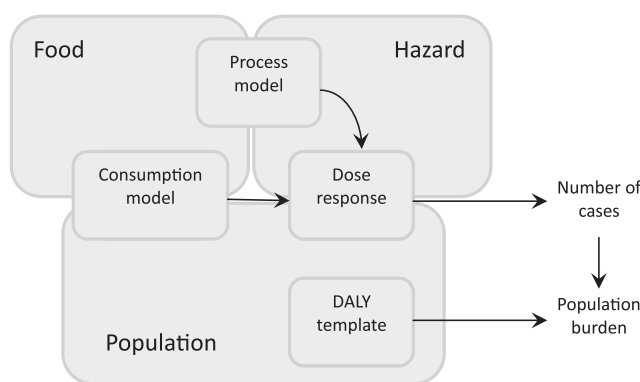 Food
Hazard
Process
model
Consumption
model
Dose
response
Number of
cases
DALY
template
Population
burden
Population